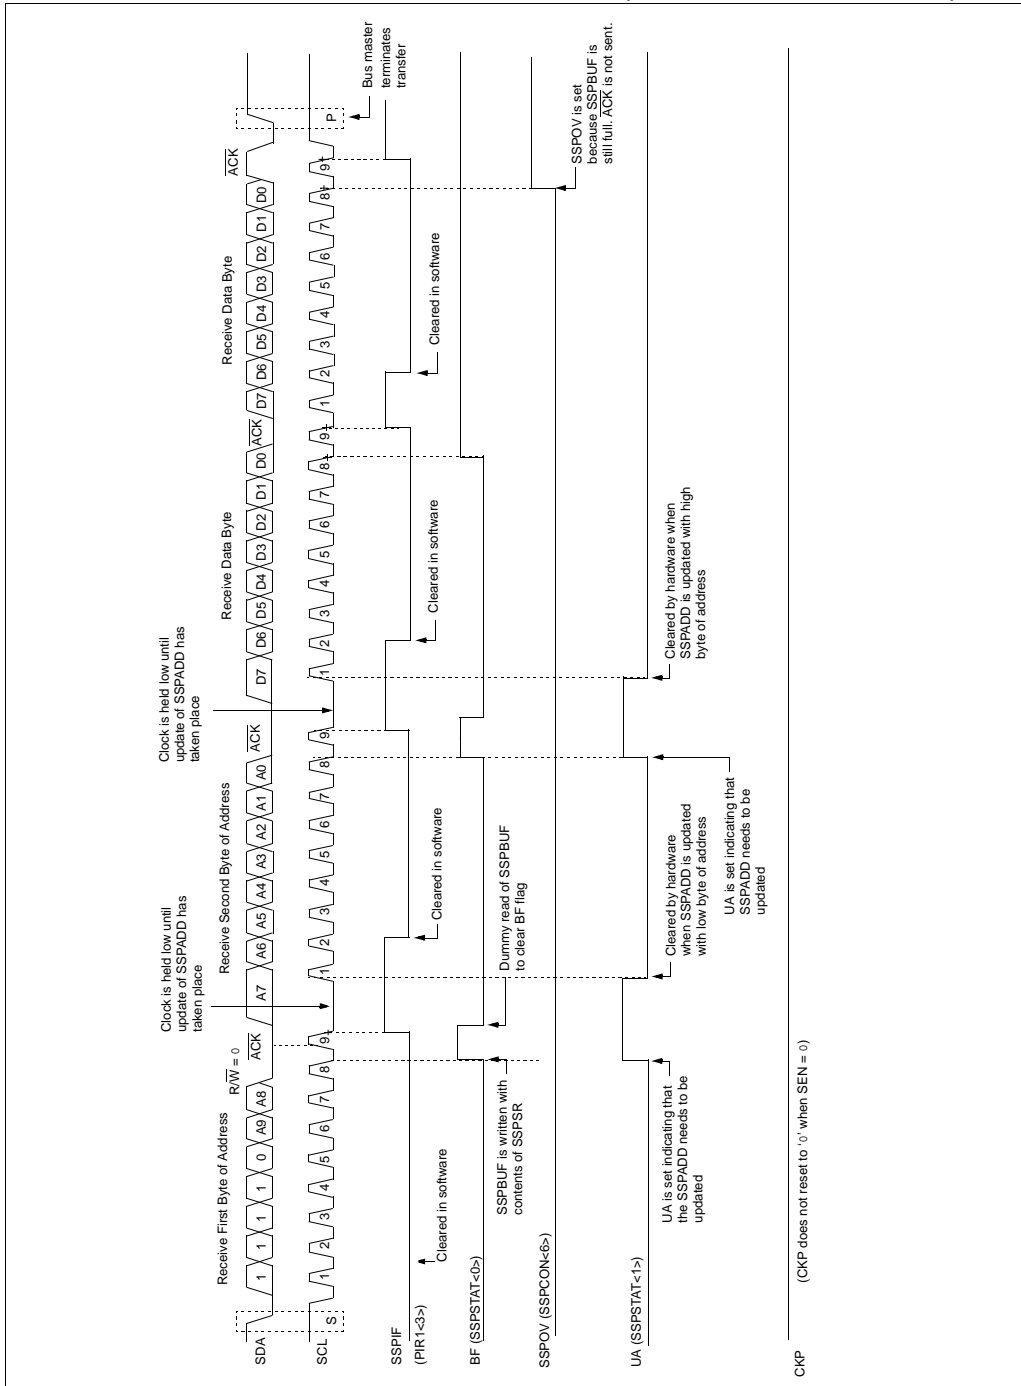 Receive First Byte of Address
R/W = 0
ACK
Clock is held low until
update of SSPADD has
taken place
Receive Second Byte of Address
ACK
Clock is held low until
update of SSPADD has
taken place
Receive Data Byte
ACK
Receive Data Byte
ACK
SDA
1 1 1 1 0 A9 A8
A7 A6 A5 A4 A3 A2 A1 A0
D7 D6 D5 D4 D3 D2 D1 D0
D7 D6 D5 D4 D3 D2 D1 D0
SCL
S
1 2 3 4 5 6 7 8 9
1 2 3 4 5 6 7 8 9
1 2 3 4 5 6 7 8 9
1 2 3 4 5 6 7 8 9
P
Bus master
terminates
transfer
SSPIF
(PIR1<3>)
Cleared in software
Cleared in software
Cleared in software
Cleared in software
BF (SSPSTAT<0>)
SSPBUF is written with
contents of SSPSR
Dummy read of SSPBUF
to clear BF flag
SSPOV (SSPCON<6>)
SSPOV is set
because SSPBUF is
still full. ACK is not sent.
UA (SSPSTAT<1>)
UA is set indicating that
the SSPADD needs to be
updated
Cleared by hardware
when SSPADD is updated
with low byte of address
UA is set indicating that
SSPADD needs to be
updated
Cleared by hardware when
SSPADD is updated with high
byte of address
CKP
(CKP does not reset to ‘0’ when SEN = 0)